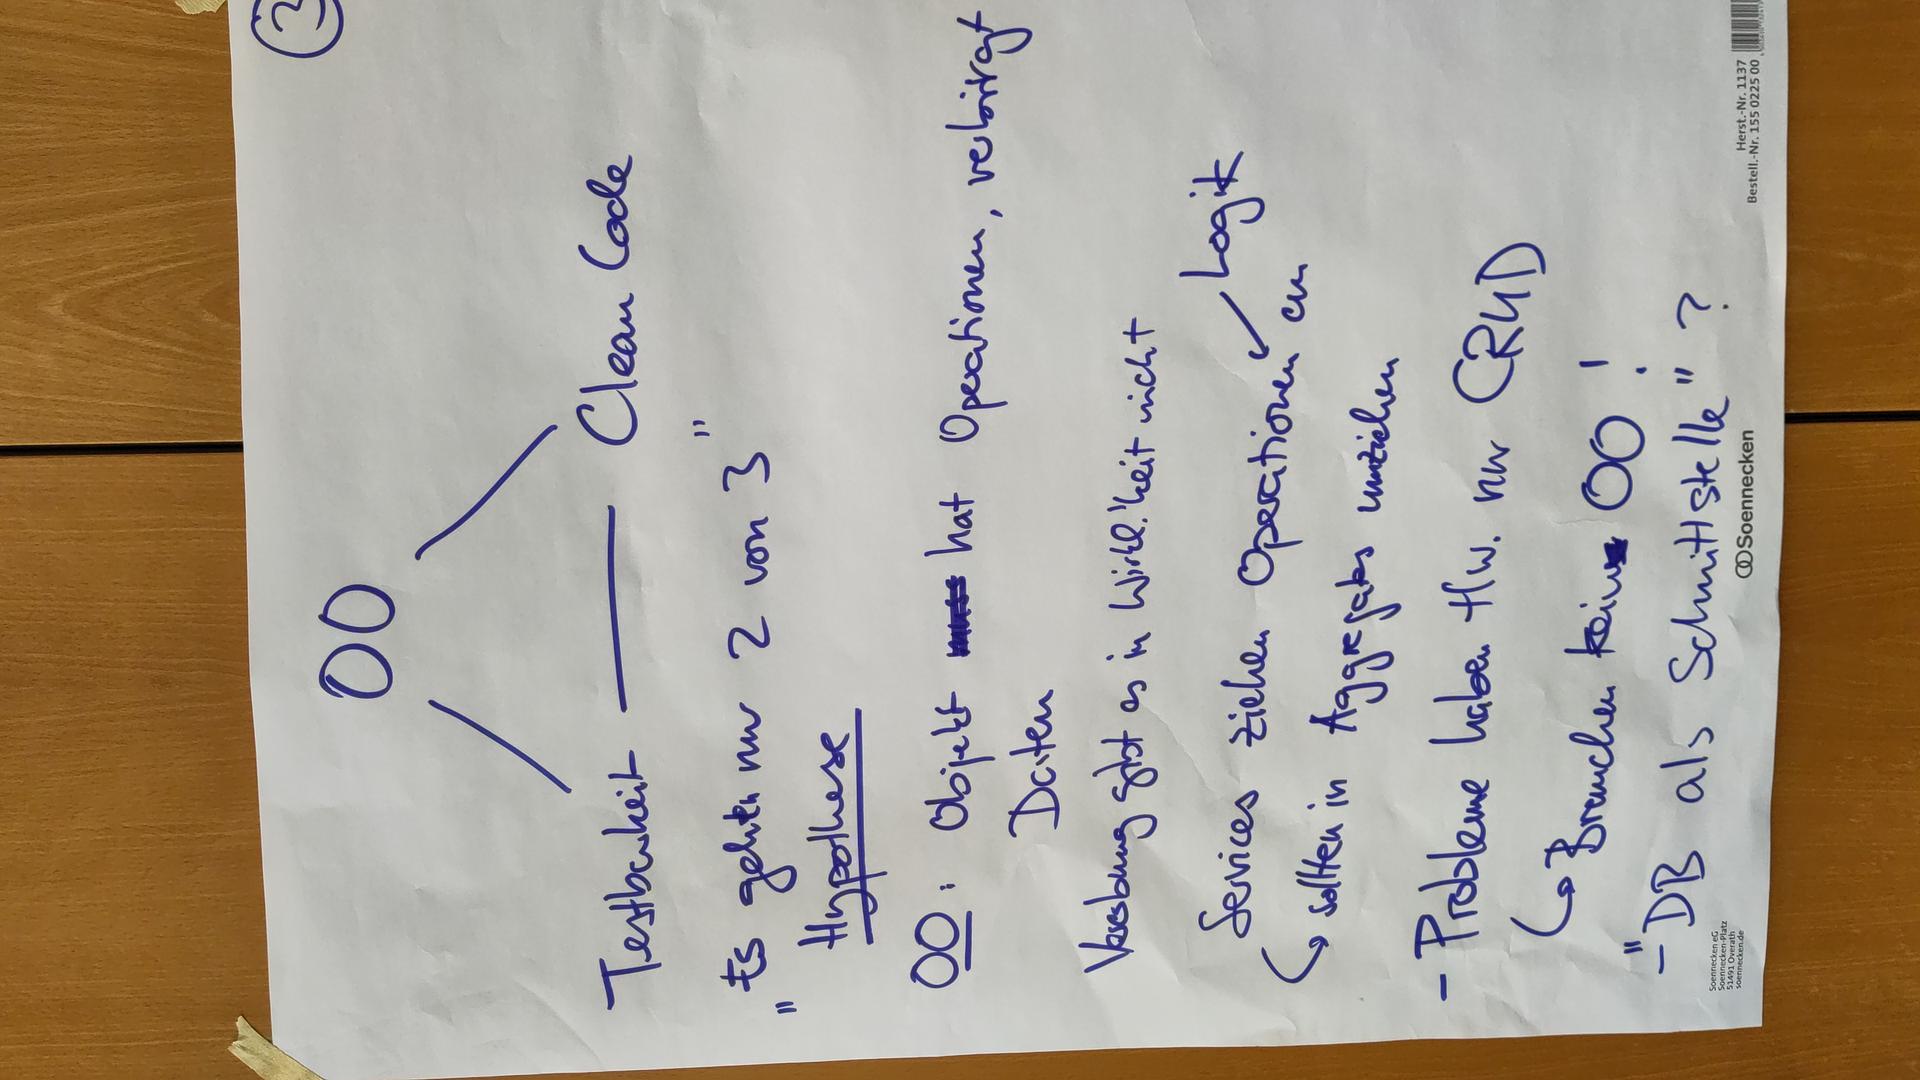 3
OO
Testbarkeit
Clean Code
„Es gehen nur 2 von 3"
Hypothese
OO: Objekt muss hat Operationen, verbirgt
Daten
Vererbung gibt es in Wirkl.'keit nicht
Logik
Services ziehen Operationen an
sollten in Aggregates umziehen
- Probleme haben tlw. nur CRUD
Brauchen kein OO!
- "DB als Schnittstelle" ?
Soennecken eG
Soennecken-Platz
51491 Overath
soennecken.de
Soennecken
Herst.-Nr. 1137
Bestell.-Nr. 155 0225 00